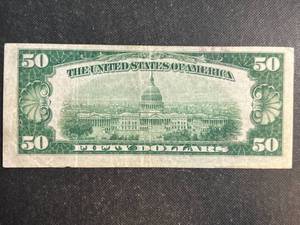 50 50
THE UNITED STATES OF AMERICA
50 50
FIFTY DOLLARS